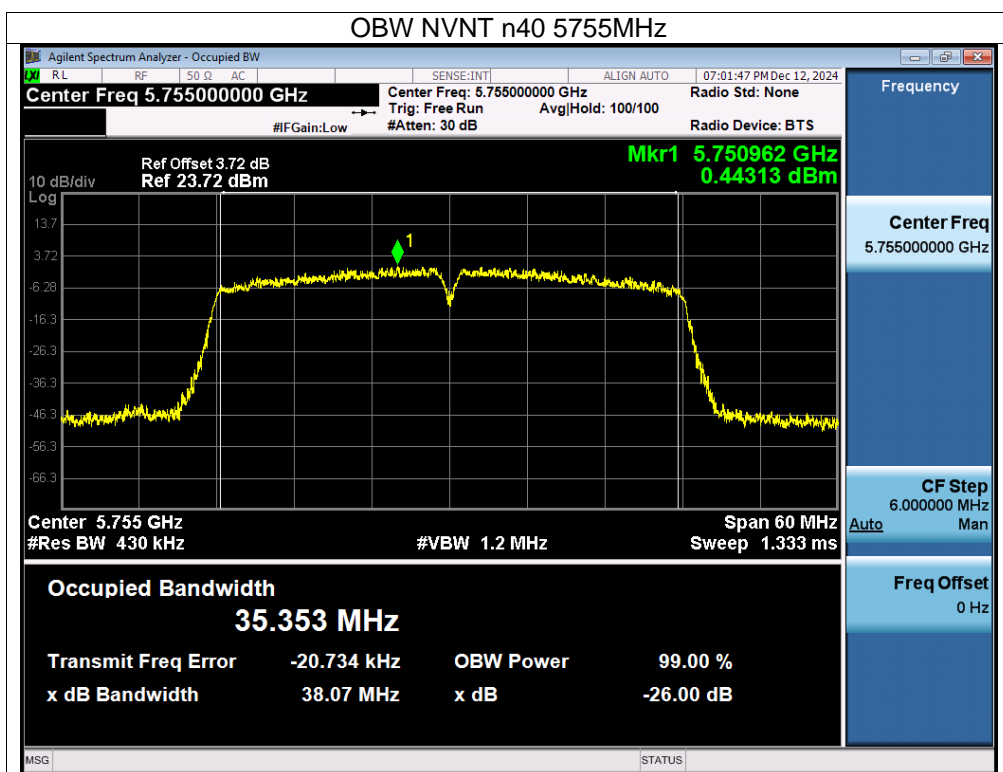 OBW NVNT n40 5755MHz
Agilent Spectrum Analyzer - Occupied BW
LXI RL RF 50 Ω AC SENSE:INT ALIGN AUTO 07:01:47 PM Dec 12, 2024
Center Freq 5.755000000 GHz
Center Freq: 5.755000000 GHz
Radio Std: None
Trig: Free Run Avg|Hold: 100/100
#IFGain:Low #Atten: 30 dB Radio Device: BTS
Mkr1 5.750962 GHz
0.44313 dBm
Ref Offset 3.72 dB
10 dB/div Ref 23.72 dBm
Log
13.7
1
3.72
-6.28
-16.3
-26.3
-36.3
-46.3
-56.3
-66.3
Center 5.755 GHz Span 60 MHz
#Res BW 430 kHz #VBW 1.2 MHz Sweep 1.333 ms
Occupied Bandwidth
35.353 MHz
Transmit Freq Error -20.734 kHz OBW Power 99.00 %
x dB Bandwidth 38.07 MHz x dB -26.00 dB
MSG STATUS
Frequency
Center Freq
5.755000000 GHz
CF Step
6.000000 MHz
Auto Man
Freq Offset
0 Hz